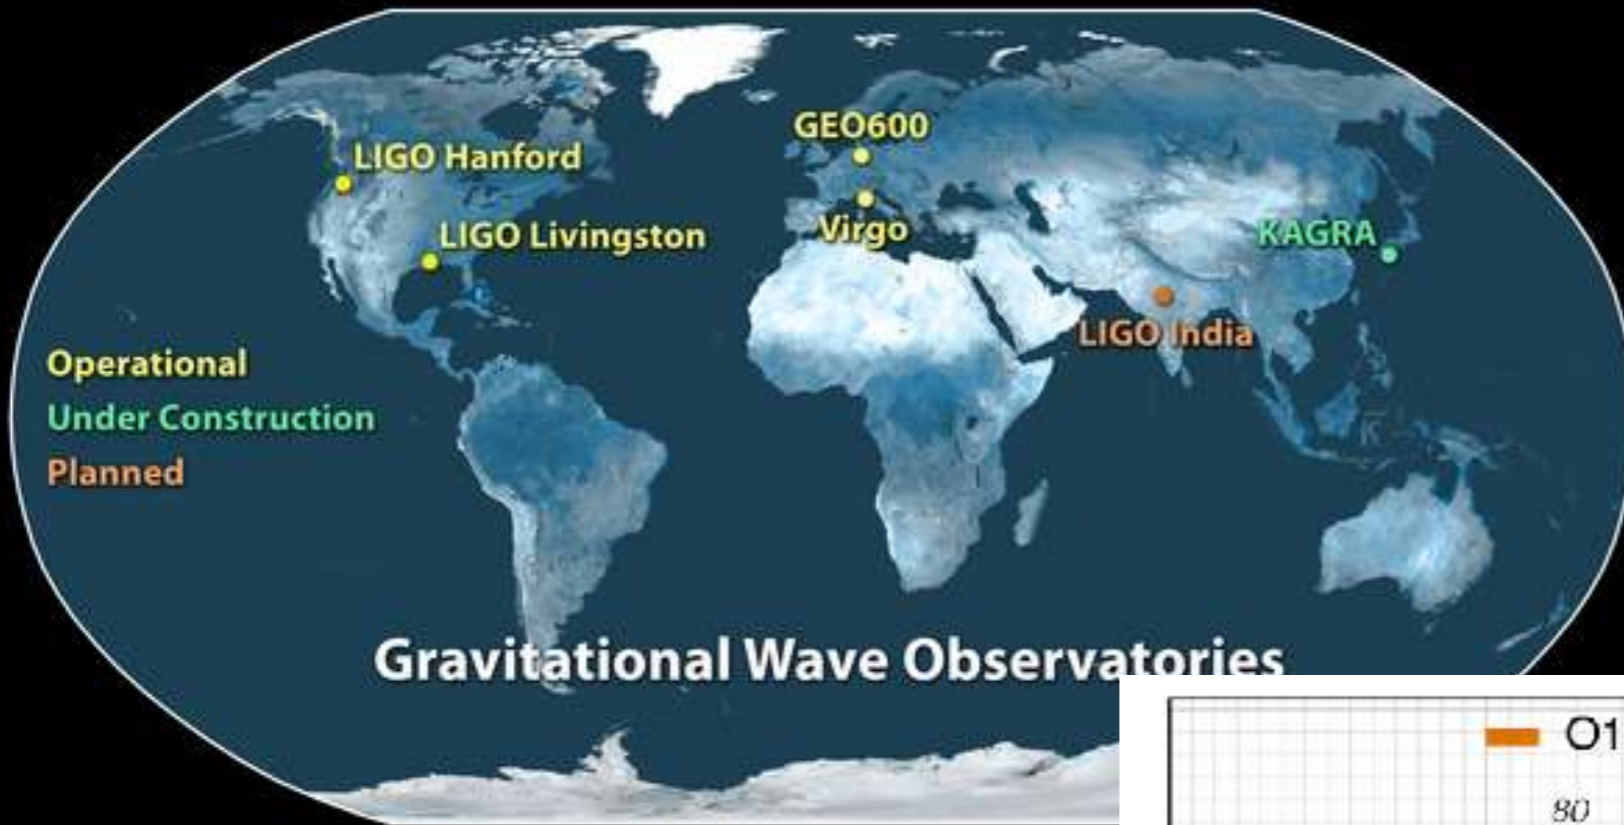 GEO600
LIGO Hanford
LIGO Livingston
Virgo
KAGRA
LIGO India
Operational
Under Construction
Planned
Gravitational Wave Observatories
O1
80